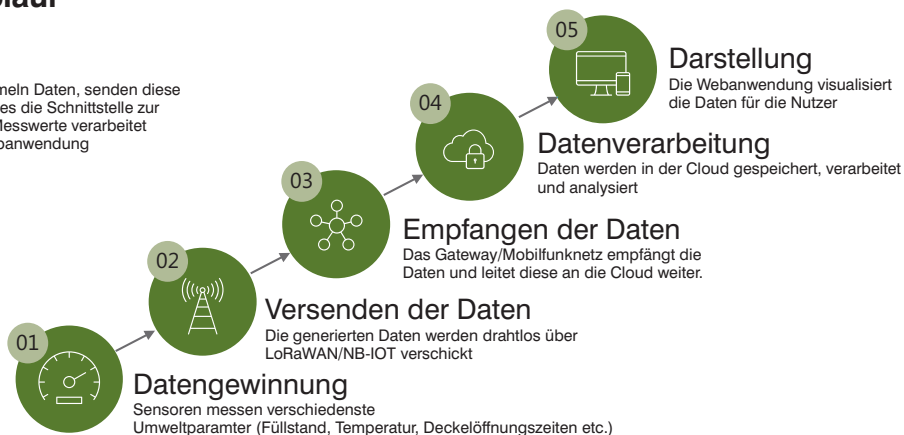 meln Daten, senden diese
es die Schnittstelle zur
Messwerte verarbeitet
05
Darstellung
Die Webanwendung visualisiert
die Daten für die Nutzer
04
Datenverarbeitung
Daten werden in der Cloud gespeichert, verarbeitet
und analysiert
03
Empfangen der Daten
Das Gateway/Mobilfunknetz empfängt die
Daten und leitet diese an die Cloud weiter.
02
Versenden der Daten
Die generierten Daten werden drahtlos über
LoRaWAN/NB-IOT verschickt
01
Datengewinnung
Sensoren messen verschiedenste
Umweltparamter (Füllstand, Temperatur, Deckelöffnungszeiten etc.)